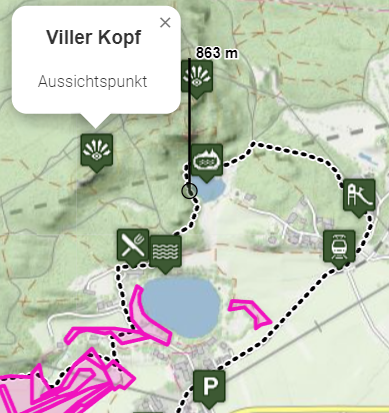 Viller Kopf
Aussichtspunkt
863 m
P